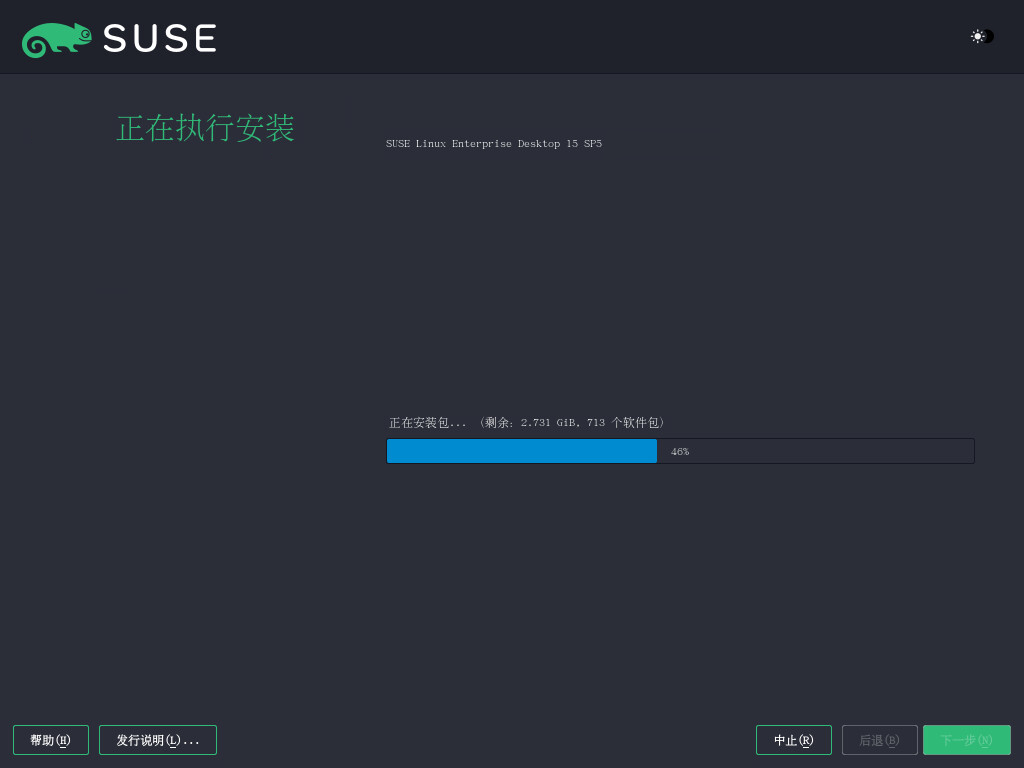 SUSE
正在执行安装
SUSE Linux Enterprise Desktop 15 SP5
正在安装包... (剩余: 2.731 GiB, 713 个软件包)
46%
帮助(H) 发行说明(L)... 中止(R) 后退(B) 下一步(N)